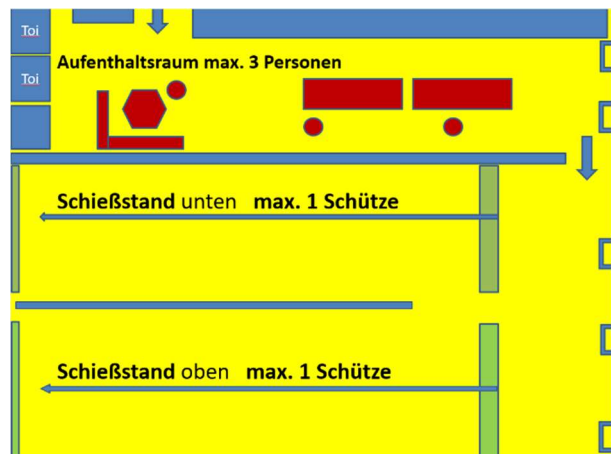 Toi
Aufenthaltsraum max. 3 Personen
Toi
Schießstand unten max. 1 Schütze
Schießstand oben max. 1 Schütze